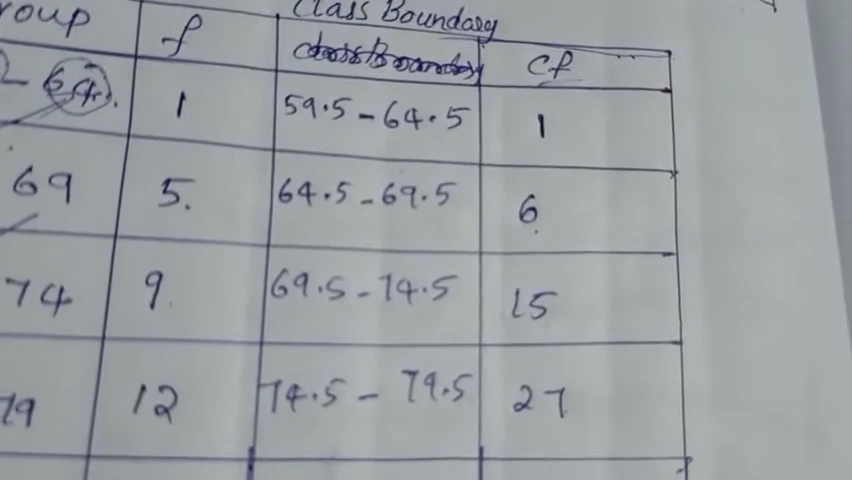 Class Boundary
roup f Cf
- 64. 1 59.5 - 64.5 1
69 5. 64.5 - 69.5 6
74 9 69.5 - 74.5 15
79 12 74.5 - 79.5 27